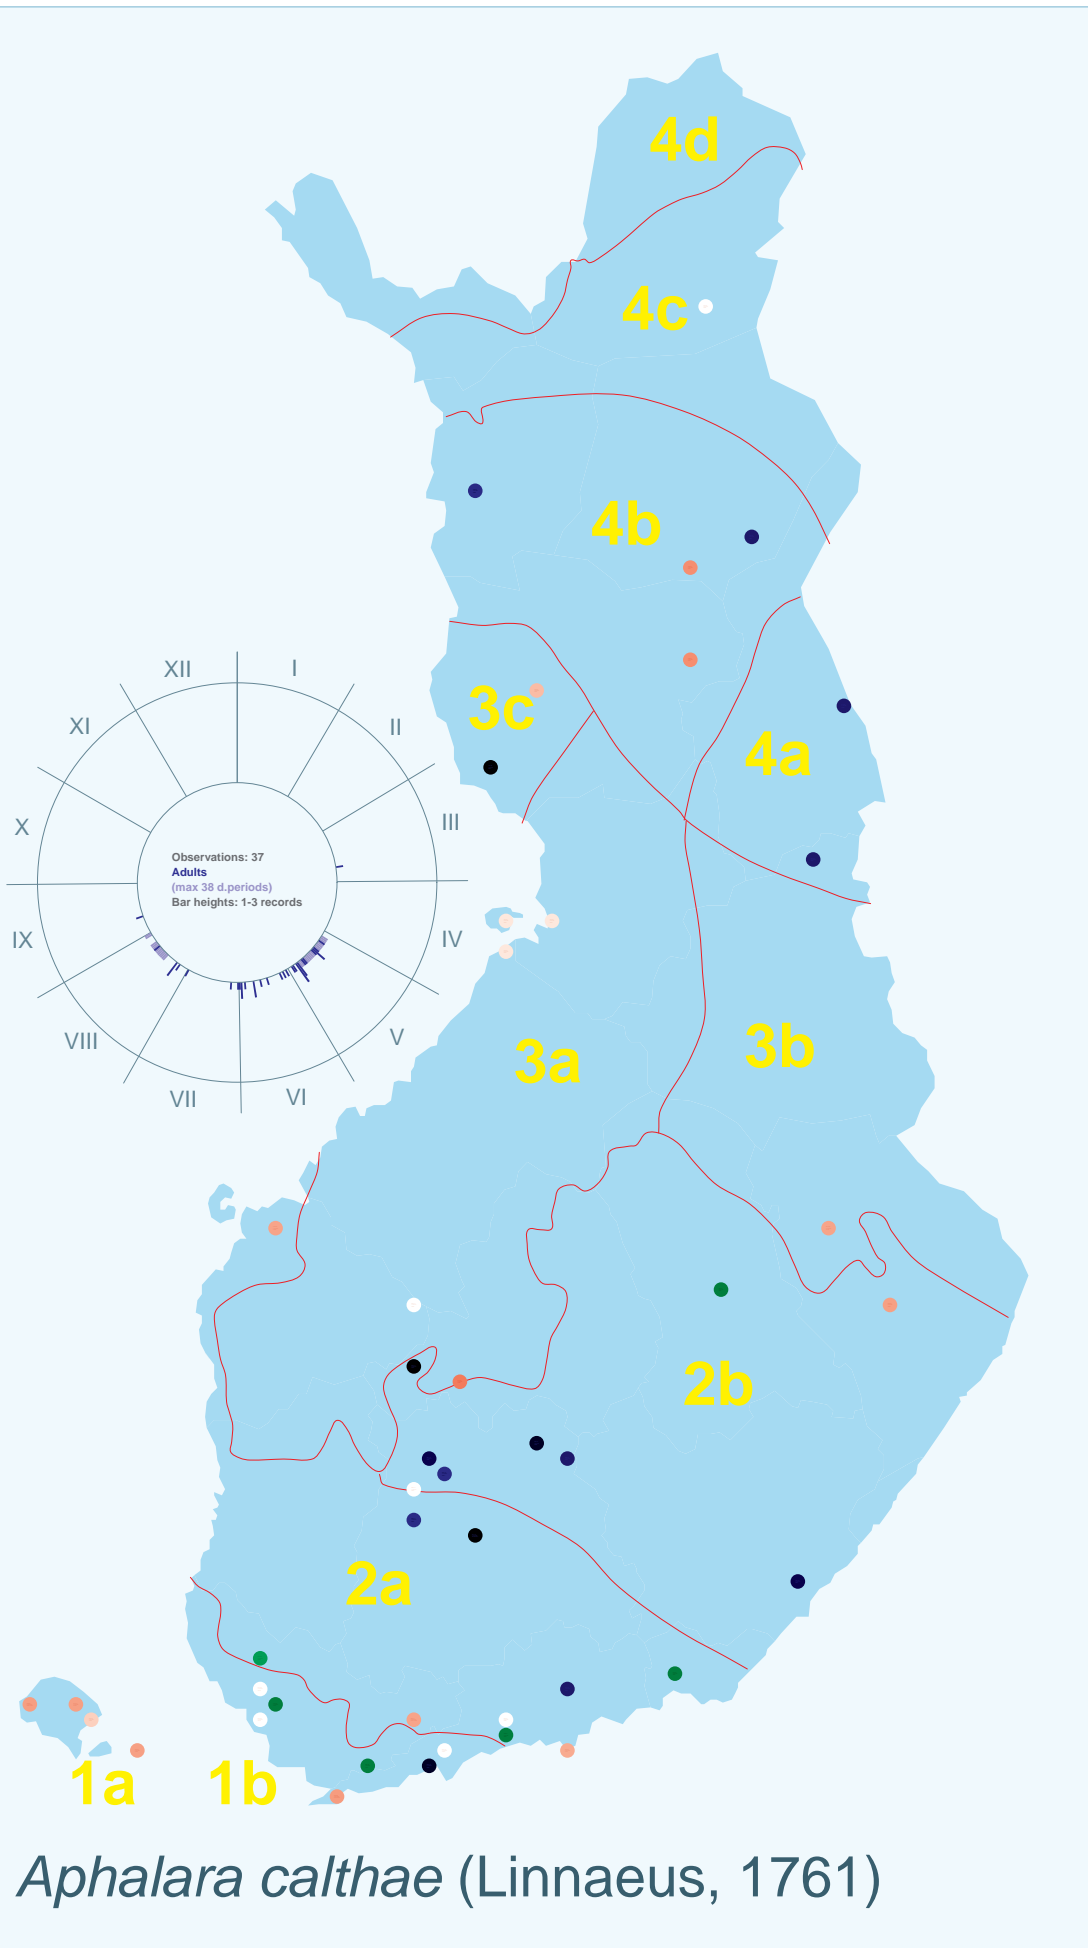 4d
4c
4b
3c
4a
XII
I
XI
II
X
III
Observations: 37
Adults
(max 38 d.periods)
Bar heights: 1-3 records
IX
IV
VIII
V
VII
VI
3a
3b
2b
2a
1a
1b
Aphalara calthae (Linnaeus, 1761)